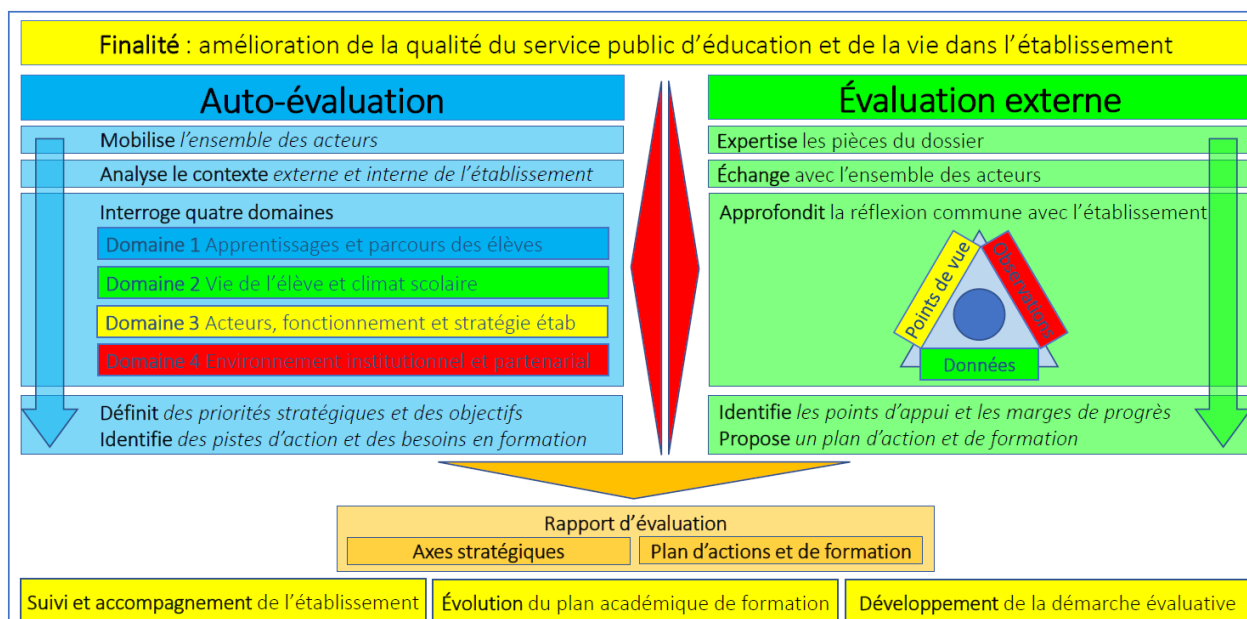 Finalité : amélioration de la qualité du service public d'éducation et de la vie dans l'établissement
Auto-évaluation
Mobilise l'ensemble des acteurs
Analyse le contexte externe et interne de l'établissement
Interroge quatre domaines
Domaine 1 Apprentissages et parcours des élèves
Domaine 2 Vie de l'élève et climat scolaire
Domaine 3 Acteurs, fonctionnement et stratégie étab
Domaine 4 Environnement institutionnel et partenarial
Définit des priorités stratégiques et des objectifs
Identifie des pistes d'action et des besoins en formation
Évaluation externe
Expertise les pièces du dossier
Échange avec l'ensemble des acteurs
Approfondit la réflexion commune avec l'établissement
Points de vue
Observations
Données
Identifie les points d'appui et les marges de progrès
Propose un plan d'action et de formation
Rapport d'évaluation
Axes stratégiques
Plan d'actions et de formation
Suivi et accompagnement de l'établissement
Évolution du plan académique de formation
Développement de la démarche évaluative